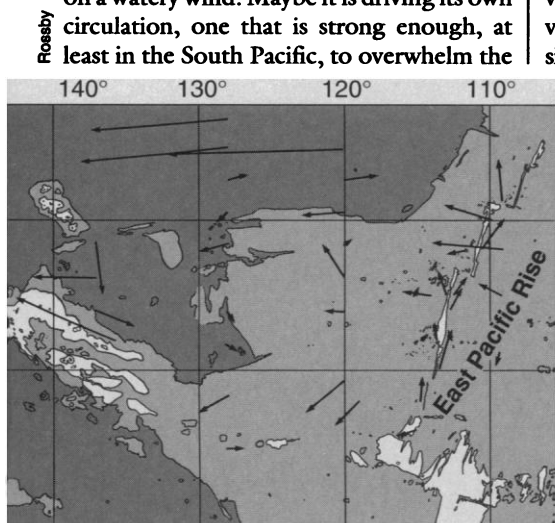 on a watery wind. Maybe it is driving its own
circulation, one that is strong enough, at
least in the South Pacific, to overwhelm the
Rossby
140° 130° 120° 110°
East Pacific Rise